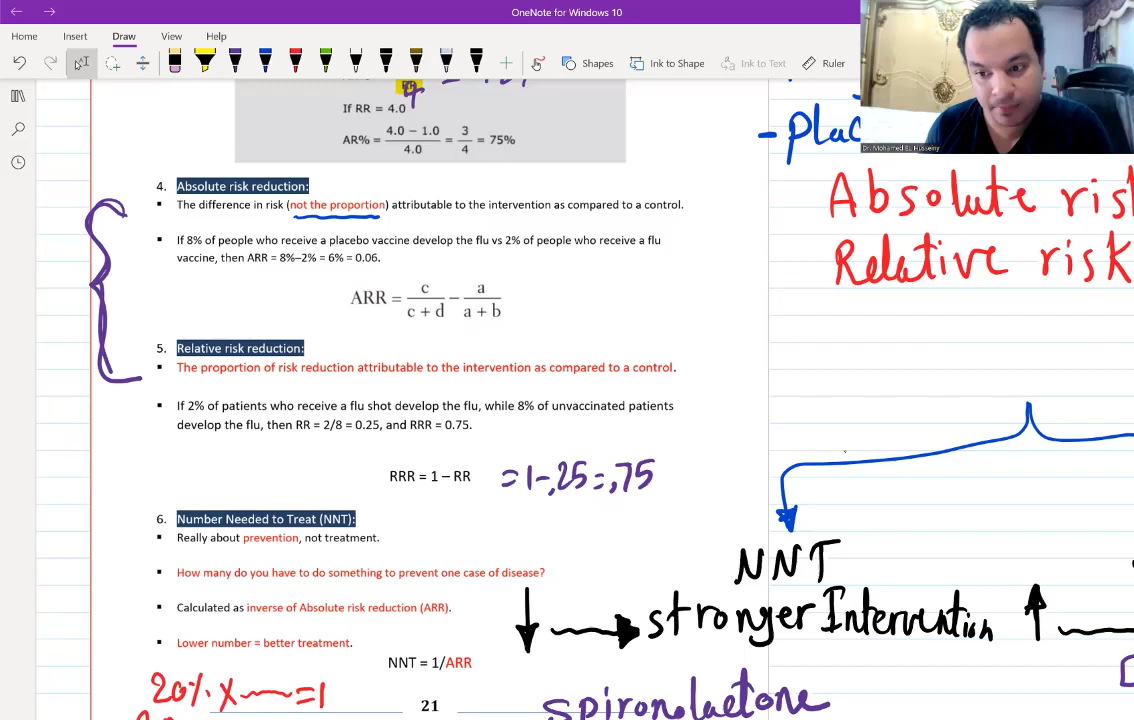 OneNote for Windows 10
Home Insert Draw View Help
Shapes Ink to Shape Ink to Text Ruler
If RR = 4.0
AR% = 4.0 − 1.0 / 4.0 = 3 / 4 = 75%
Dr. Mohamed EL Husseiny
4. Absolute risk reduction:
▪ The difference in risk (not the proportion) attributable to the intervention as compared to a control.
▪ If 8% of people who receive a placebo vaccine develop the flu vs 2% of people who receive a flu
vaccine, then ARR = 8%–2% = 6% = 0.06.
ARR = c / c + d − a / a + b
5. Relative risk reduction:
▪ The proportion of risk reduction attributable to the intervention as compared to a control.
▪ If 2% of patients who receive a flu shot develop the flu, while 8% of unvaccinated patients
develop the flu, then RR = 2/8 = 0.25, and RRR = 0.75.
RRR = 1 − RR = 1 - .25 = .75
6. Number Needed to Treat (NNT):
▪ Really about prevention, not treatment.
▪ How many do you have to do something to prevent one case of disease?
▪ Calculated as inverse of Absolute risk reduction (ARR).
▪ Lower number = better treatment.
NNT = 1/ARR
20% x = 1
21
- plac
Absolute ris
Relative risk
NNT
stronger Intervention
spironolactone